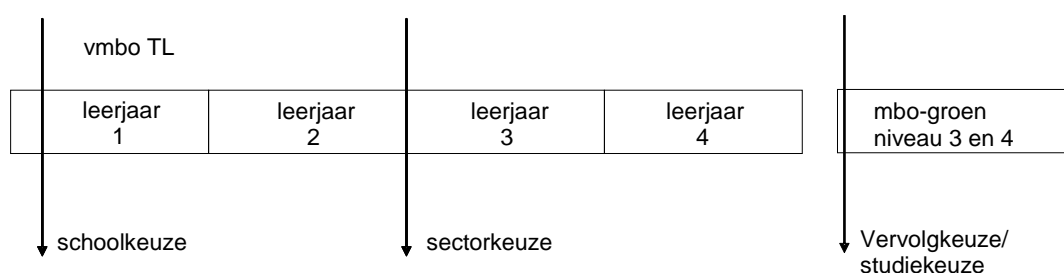 vmbo TL
leerjaar
1
leerjaar
2
leerjaar
3
leerjaar
4
mbo-groen
niveau 3 en 4
schoolkeuze
sectorkeuze
Vervolgkeuze/
studiekeuze